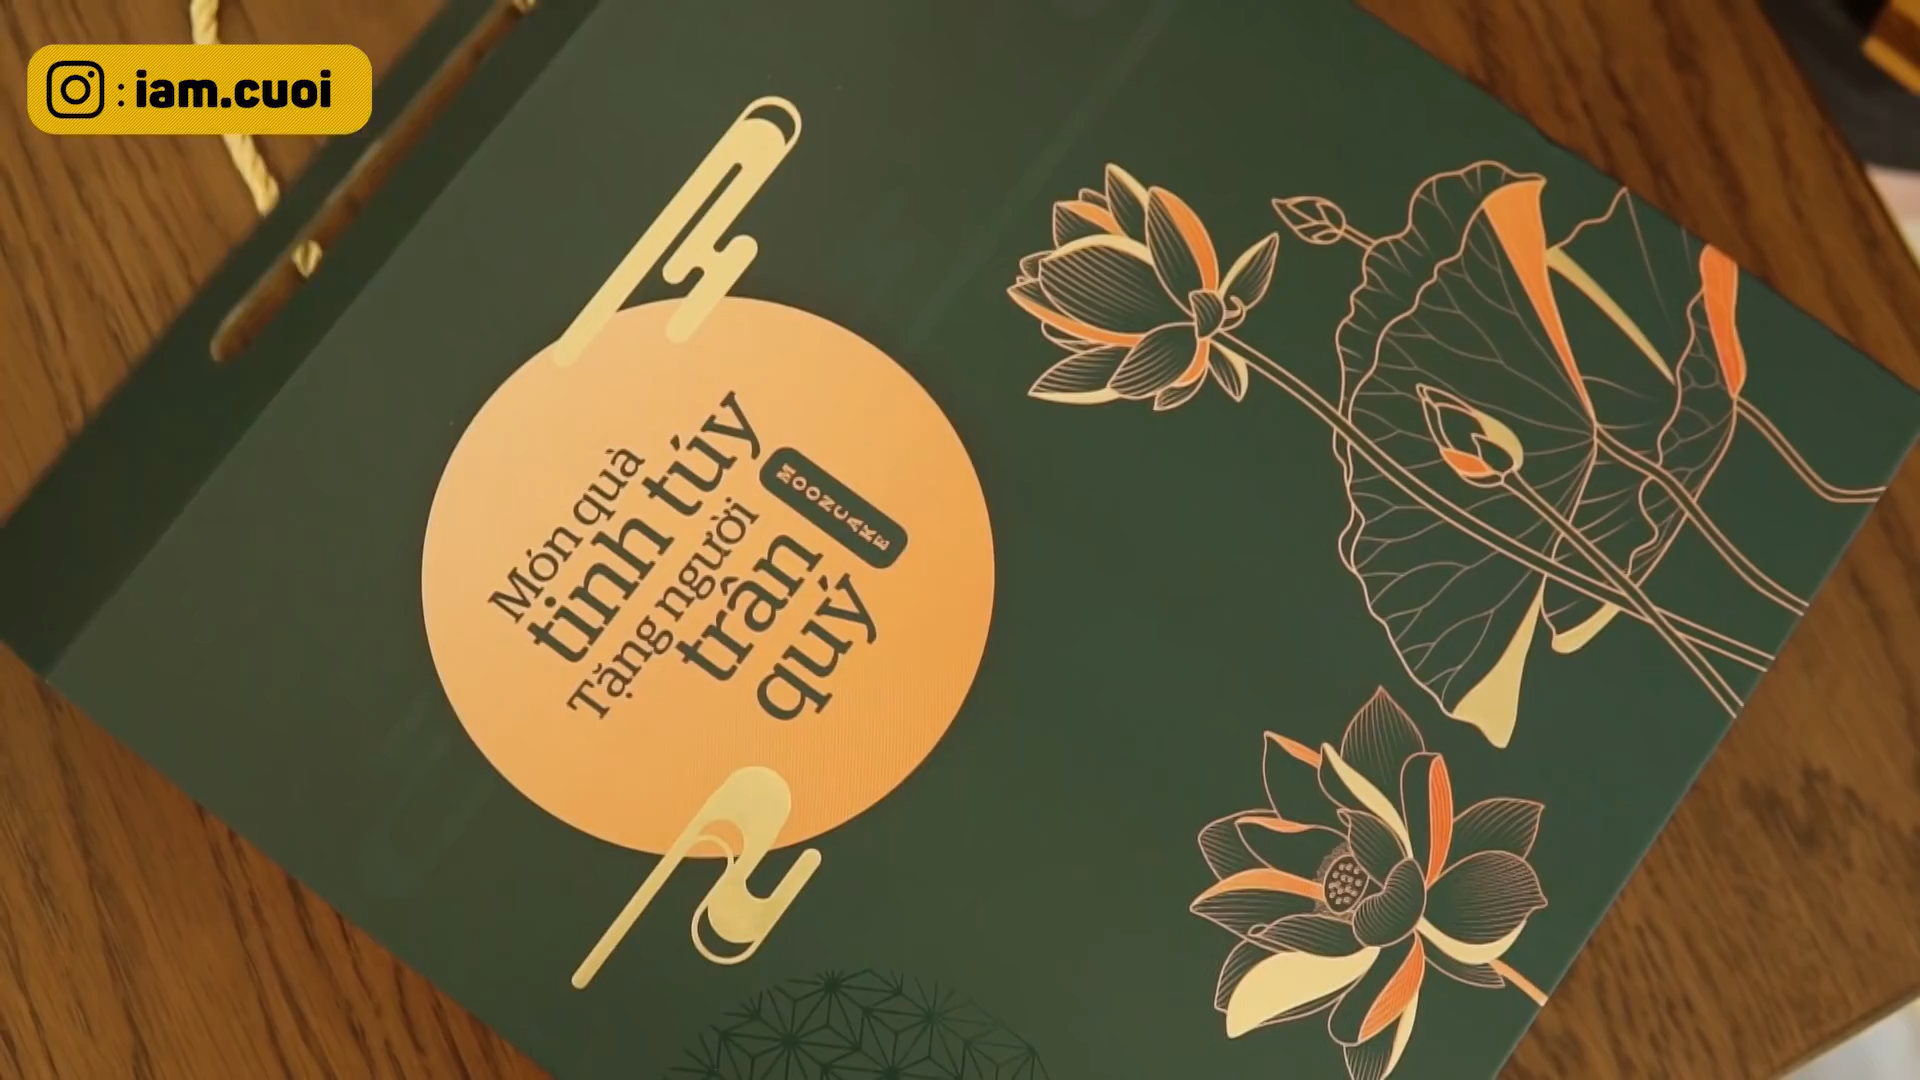 : iam.cuoi
Món quà
tinh túy
Tặng người
trân
quý
MOONCAKE